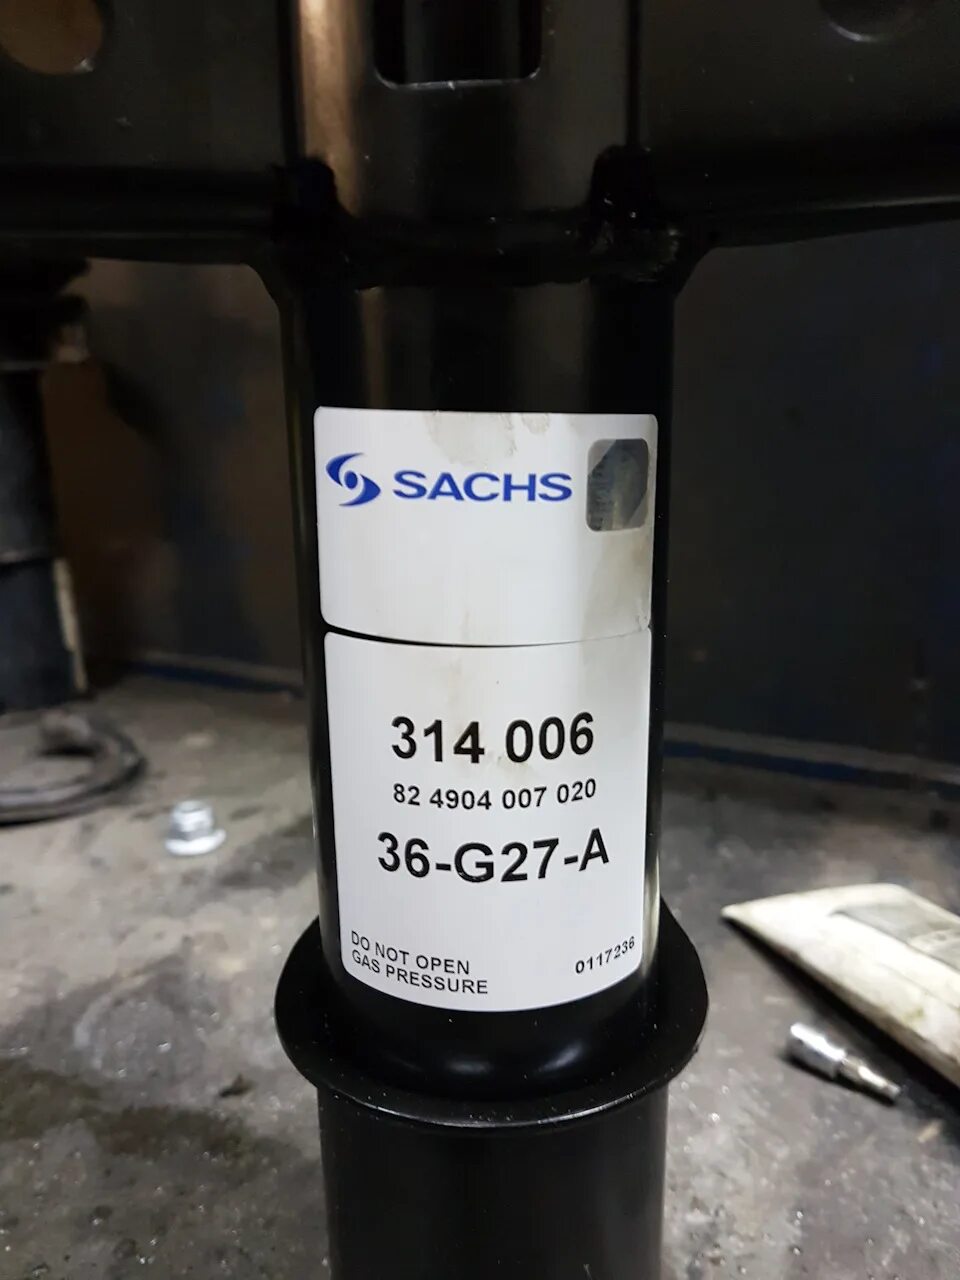 SACHS
314 006
82 4904 007 020
36-G27-A
DO NOT OPEN
GAS PRESSURE
0117236